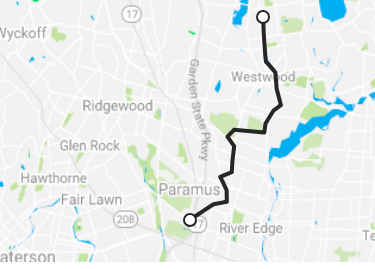 17
Wyckoff
Westwood
Garden State Pkwy
Ridgewood
Glen Rock
Hawthorne
Paramus
Fair Lawn
208
River Edge
17
Te
aterson